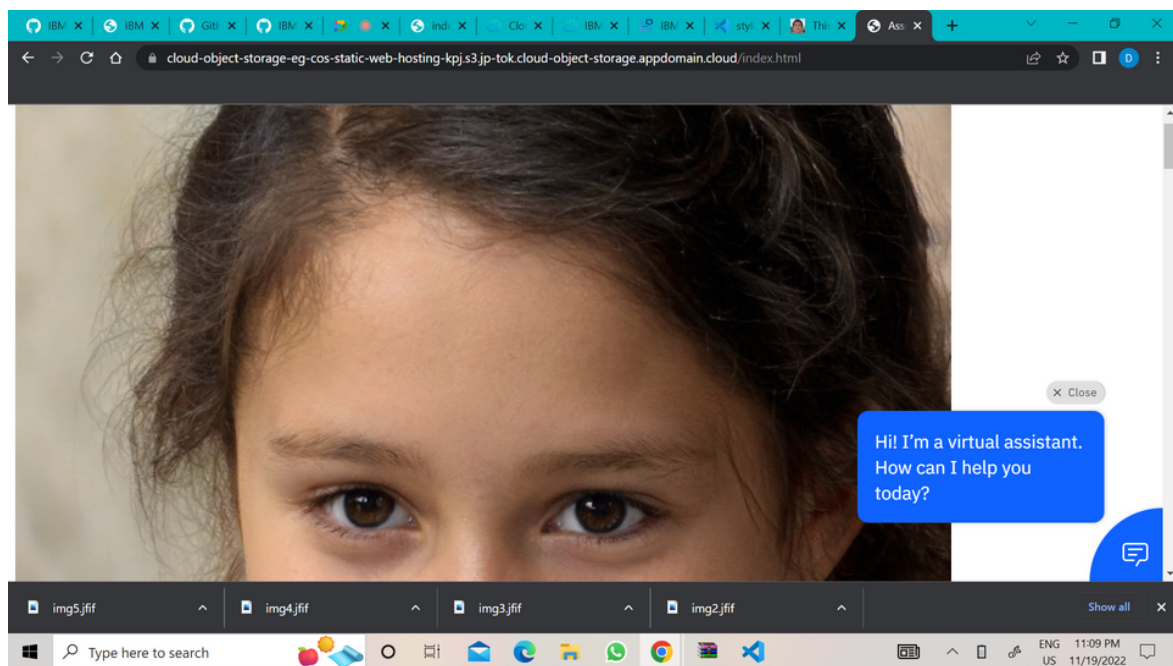 IBM IBM Gith IBM ind Clo IBM IBM styl This Ass
cloud-object-storage-eg-cos-static-web-hosting-kpj.s3.jp-tok.cloud-object-storage.appdomain.cloud/index.html
D
Close
Hi! I'm a virtual assistant.
How can I help you
today?
img5.jfif img4.jfif img3.jfif img2.jfif Show all
Type here to search
ENG 11:09 PM
US 11/19/2022